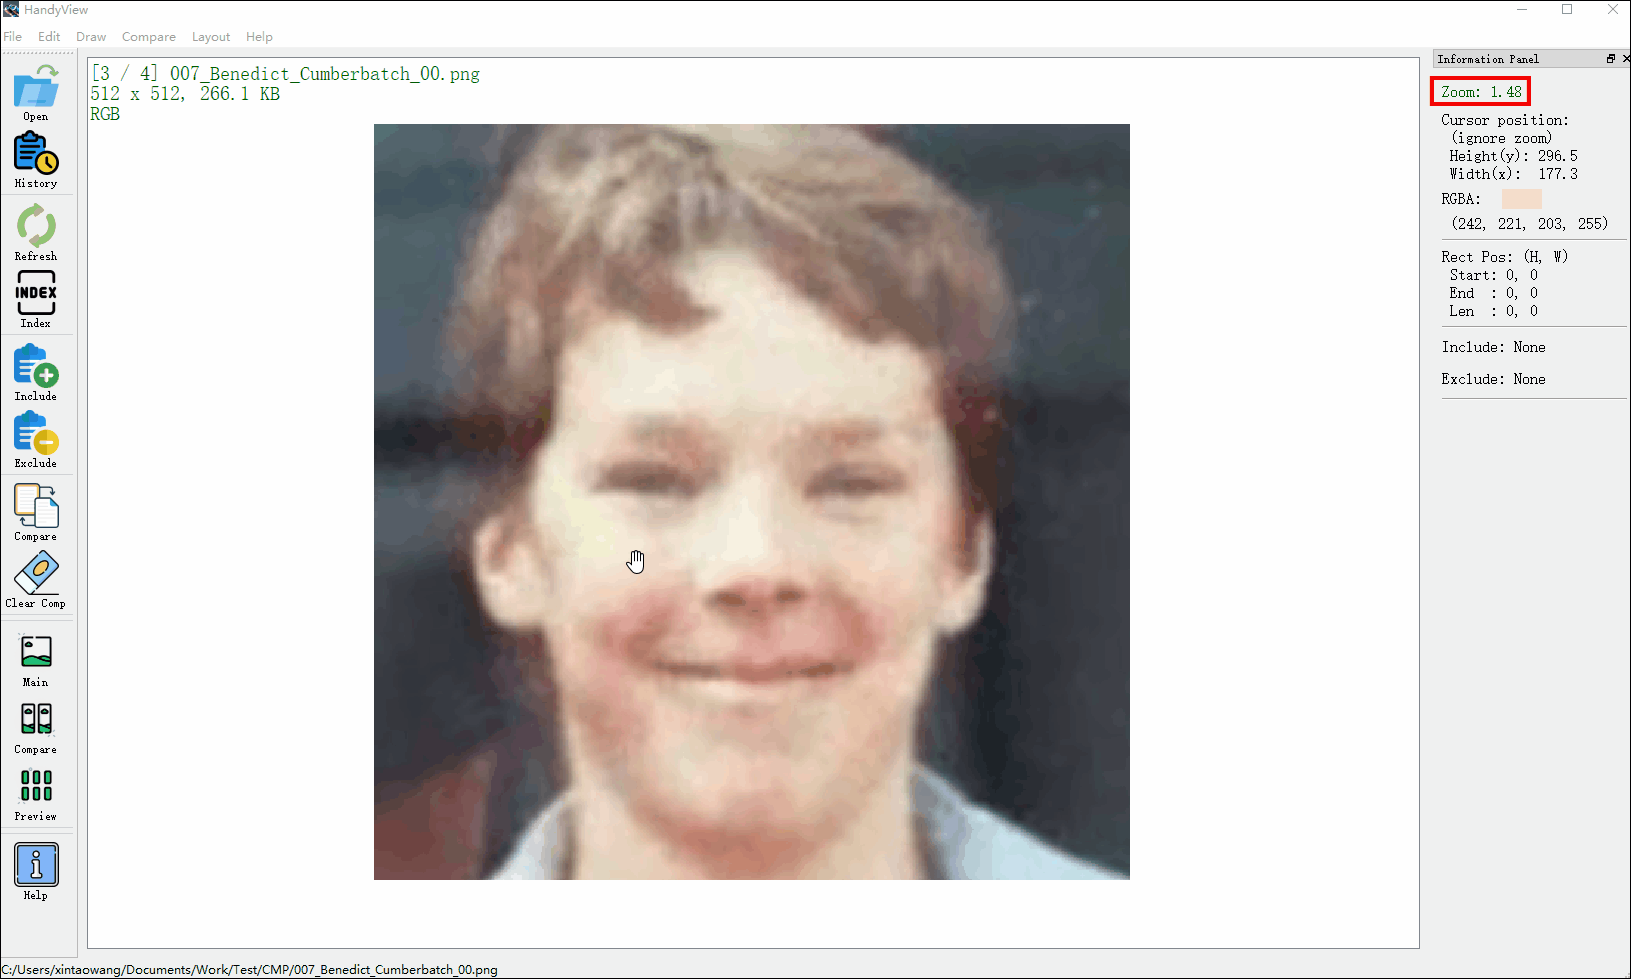 HandyView
File Edit Draw Compare Layout Help
Open
History
Refresh
INDEX
Index
Include
Exclude
Compare
Clear Comp
Main
Compare
Preview
Help
[3 / 4] 007_Benedict_Cumberbatch_00.png
512 x 512, 266.1 KB
RGB
Information Panel
Zoom: 1.48
Cursor position:
(ignore zoom)
Height(y): 296.5
Width(x): 177.3
RGBA:
(242, 221, 203, 255)
Rect Pos: (H, W)
Start: 0, 0
End : 0, 0
Len : 0, 0
Include: None
Exclude: None
C:/Users/xintaowang/Documents/Work/Test/CMP/007_Benedict_Cumberbatch_00.png